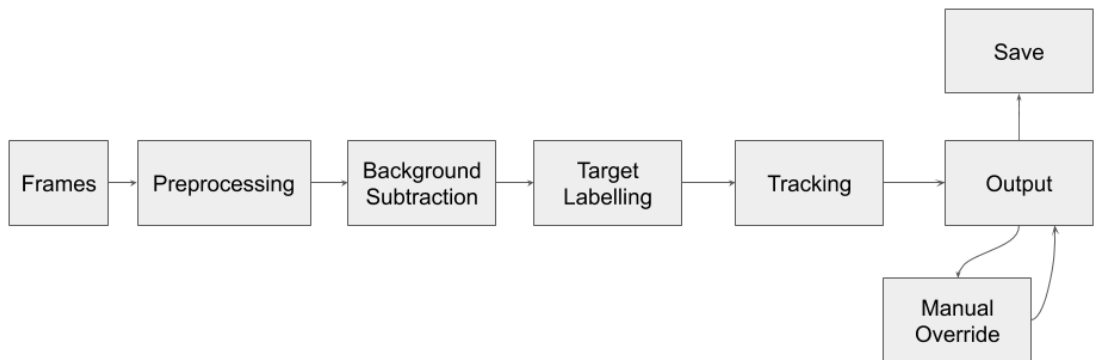 Save
Frames
Preprocessing
Background
Subtraction
Target
Labelling
Tracking
Output
Manual
Override